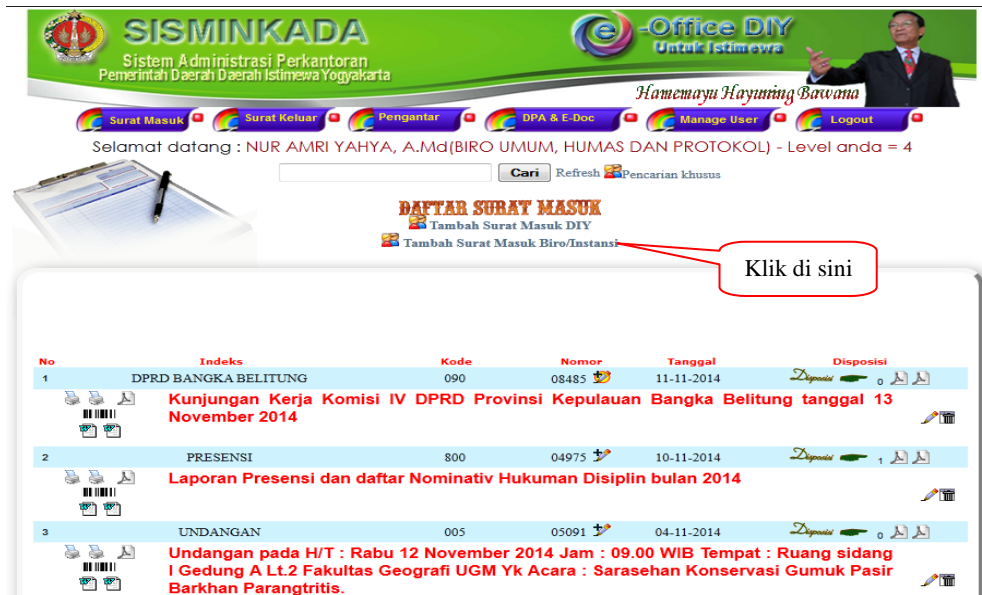 SISMINKADA
Sistem Administrasi Perkantoran
Pemerintah Daerah Daerah Istimewa Yogyakarta
e -Office DIY
Untuk Istimewa
Hamemayu Hayuning Bawana
Surat Masuk Surat Keluar Pengantar DPA & E-Doc Manage User Logout
Selamat datang : NUR AMRI YAHYA, A.Md(BIRO UMUM, HUMAS DAN PROTOKOL) - Level anda = 4
Cari Refresh Pencarian khusus
DAFTAR SURAT MASUK
Tambah Surat Masuk DIY
Tambah Surat Masuk Biro/Instansi
Klik di sini
No Indeks Kode Nomor Tanggal Disposisi
1 DPRD BANGKA BELITUNG 090 08485 11-11-2014 Disposisi 0
Kunjungan Kerja Komisi IV DPRD Provinsi Kepulauan Bangka Belitung tanggal 13
November 2014
2 PRESENSI 800 04975 10-11-2014 Disposisi 1
Laporan Presensi dan daftar Nominativ Hukuman Disiplin bulan 2014
3 UNDANGAN 005 05091 04-11-2014 Disposisi 0
Undangan pada H/T : Rabu 12 November 2014 Jam : 09.00 WIB Tempat : Ruang sidang
I Gedung A Lt.2 Fakultas Geografi UGM Yk Acara : Sarasehan Konservasi Gumuk Pasir
Barkhan Parangtritis.